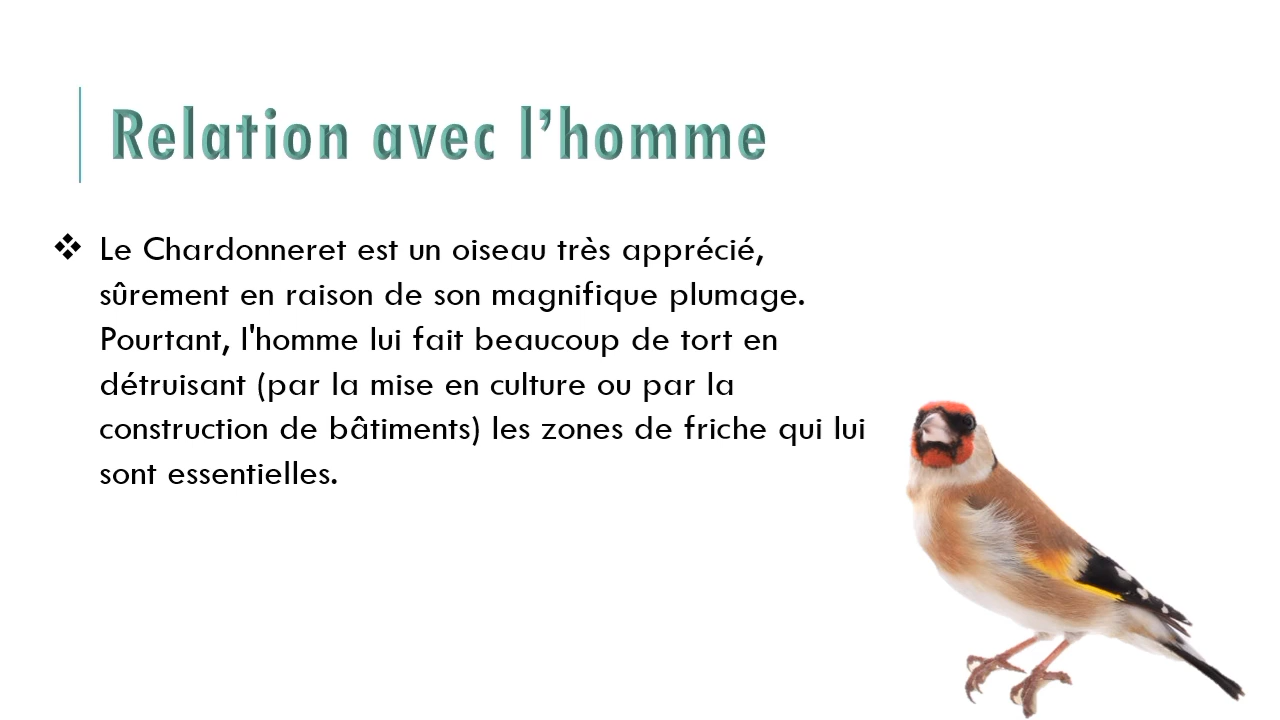 Relation avec l’homme
❖ Le Chardonneret est un oiseau très apprécié,
sûrement en raison de son magnifique plumage.
Pourtant, l'homme lui fait beaucoup de tort en
détruisant (par la mise en culture ou par la
construction de bâtiments) les zones de friche qui lui
sont essentielles.